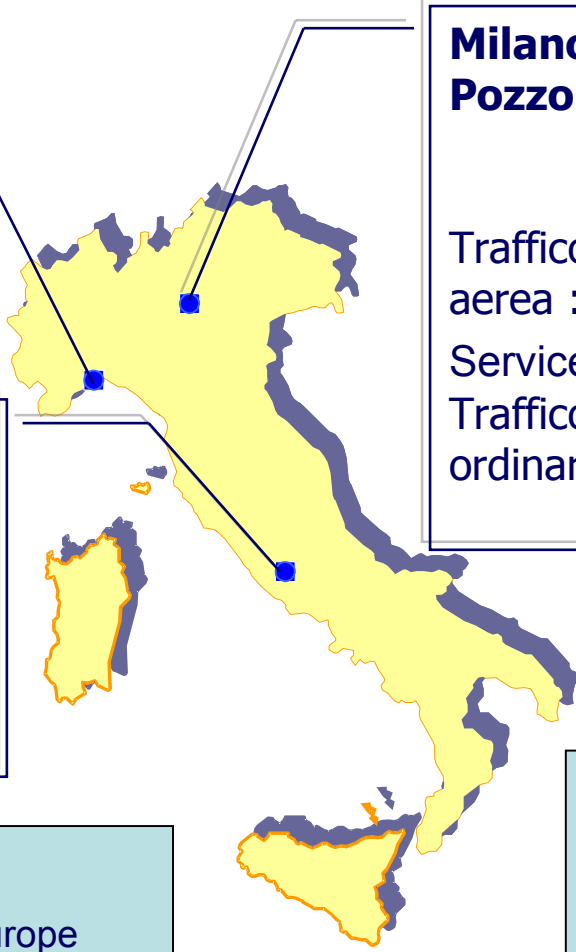 Milano
Pozzo
Traffico
aerea :
Service
Traffico
ordinar
urope